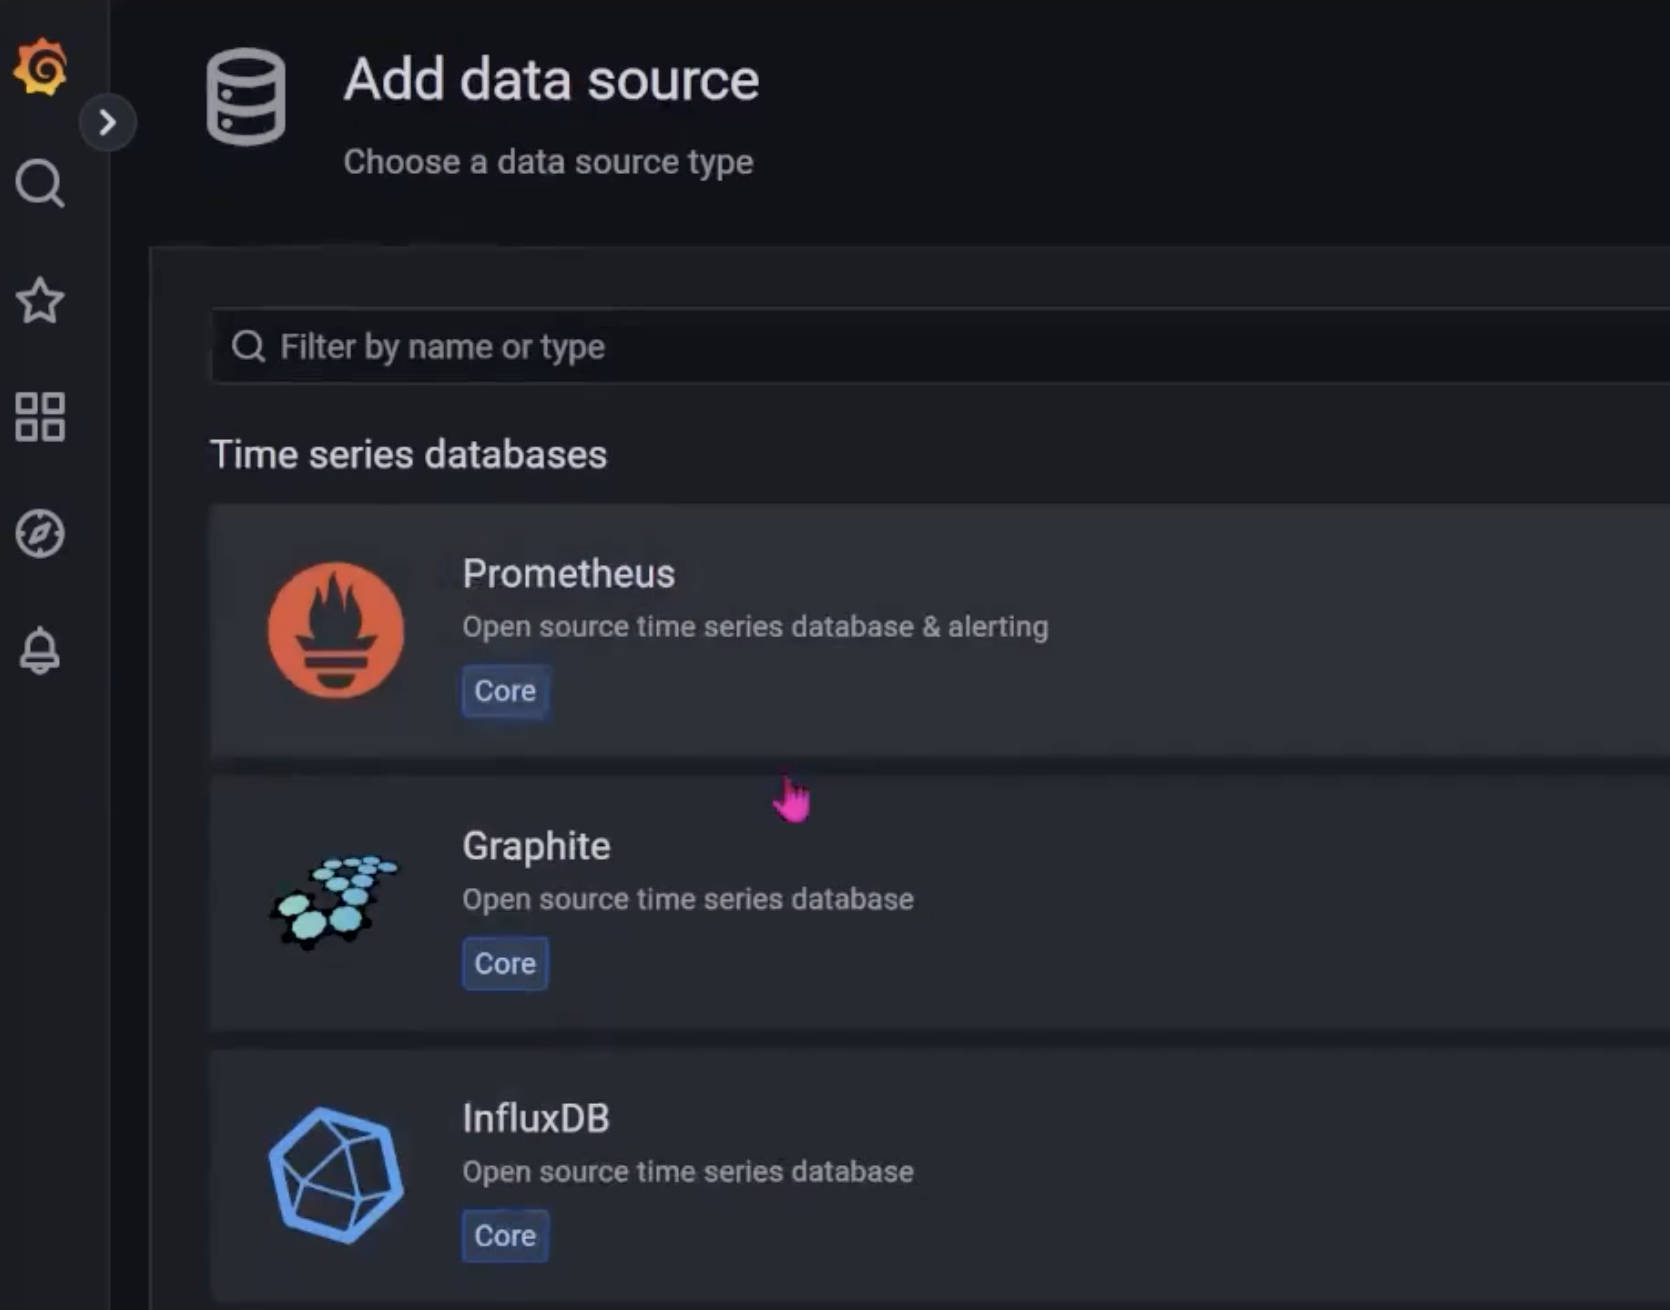 Add data source
Choose a data source type
Filter by name or type
Time series databases
Prometheus
Open source time series database & alerting
Core
Graphite
Open source time series database
Core
InfluxDB
Open source time series database
Core